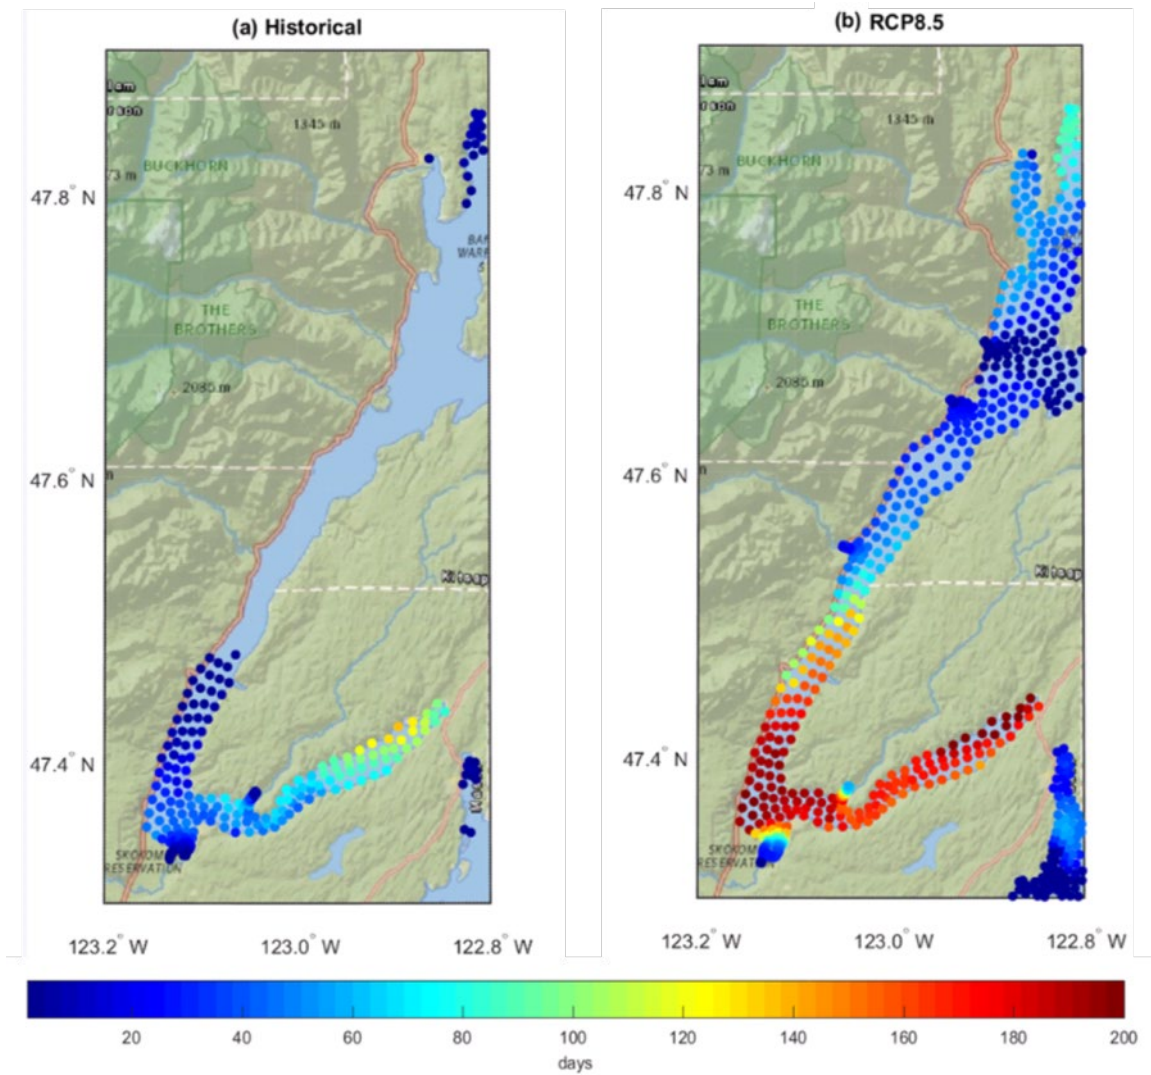 (a) Historical
(b) RCP8.5
1345 m
BUCKHORN
73 m
47.8° N
THE
BROTHERS
2085 m
47.6° N
Kitsap
47.4° N
SKOKOM
RESERVATION
123.2° W
123.0° W
122.8° W
1345 m
BUCKHORN
73 m
47.8° N
THE
BROTHERS
2085 m
47.6° N
Kitsap
47.4° N
SKOKOM
RESERVATION
123.2° W
123.0° W
122.8° W
20 40 60 80 100 120 140 160 180 200
days